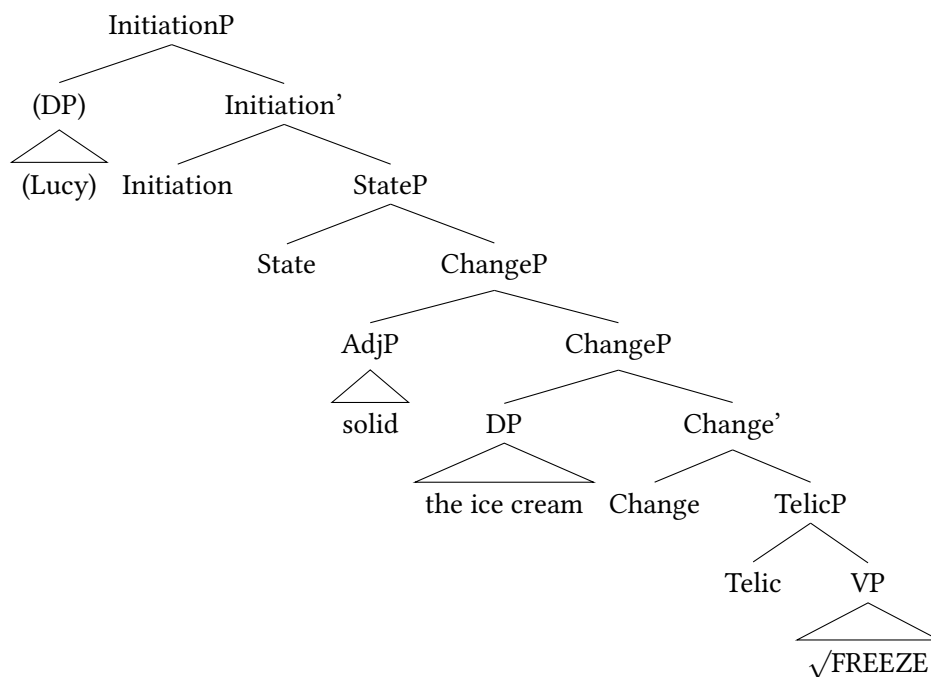 InitiationP
(DP) Initiation’
(Lucy) Initiation StateP
State ChangeP
AdjP ChangeP
solid DP Change’
the ice cream Change TelicP
Telic VP
√FREEZE